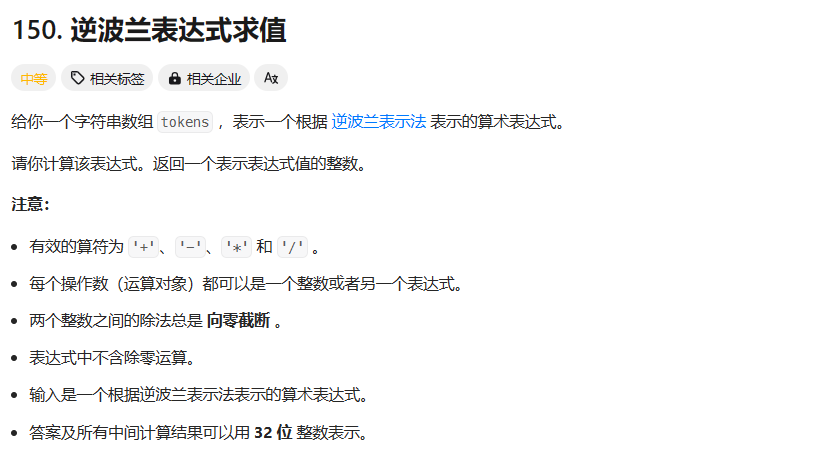 150. 逆波兰表达式求值
中等 相关标签 相关企业 Aあ
给你一个字符串数组 tokens ，表示一个根据 逆波兰表示法 表示的算术表达式。
请你计算该表达式。返回一个表示表达式值的整数。
注意：
有效的算符为 '+'、'-'、'*' 和 '/' 。
每个操作数（运算对象）都可以是一个整数或者另一个表达式。
两个整数之间的除法总是 向零截断 。
表达式中不含除零运算。
输入是一个根据逆波兰表示法表示的算术表达式。
答案及所有中间计算结果可以用 32 位 整数表示。